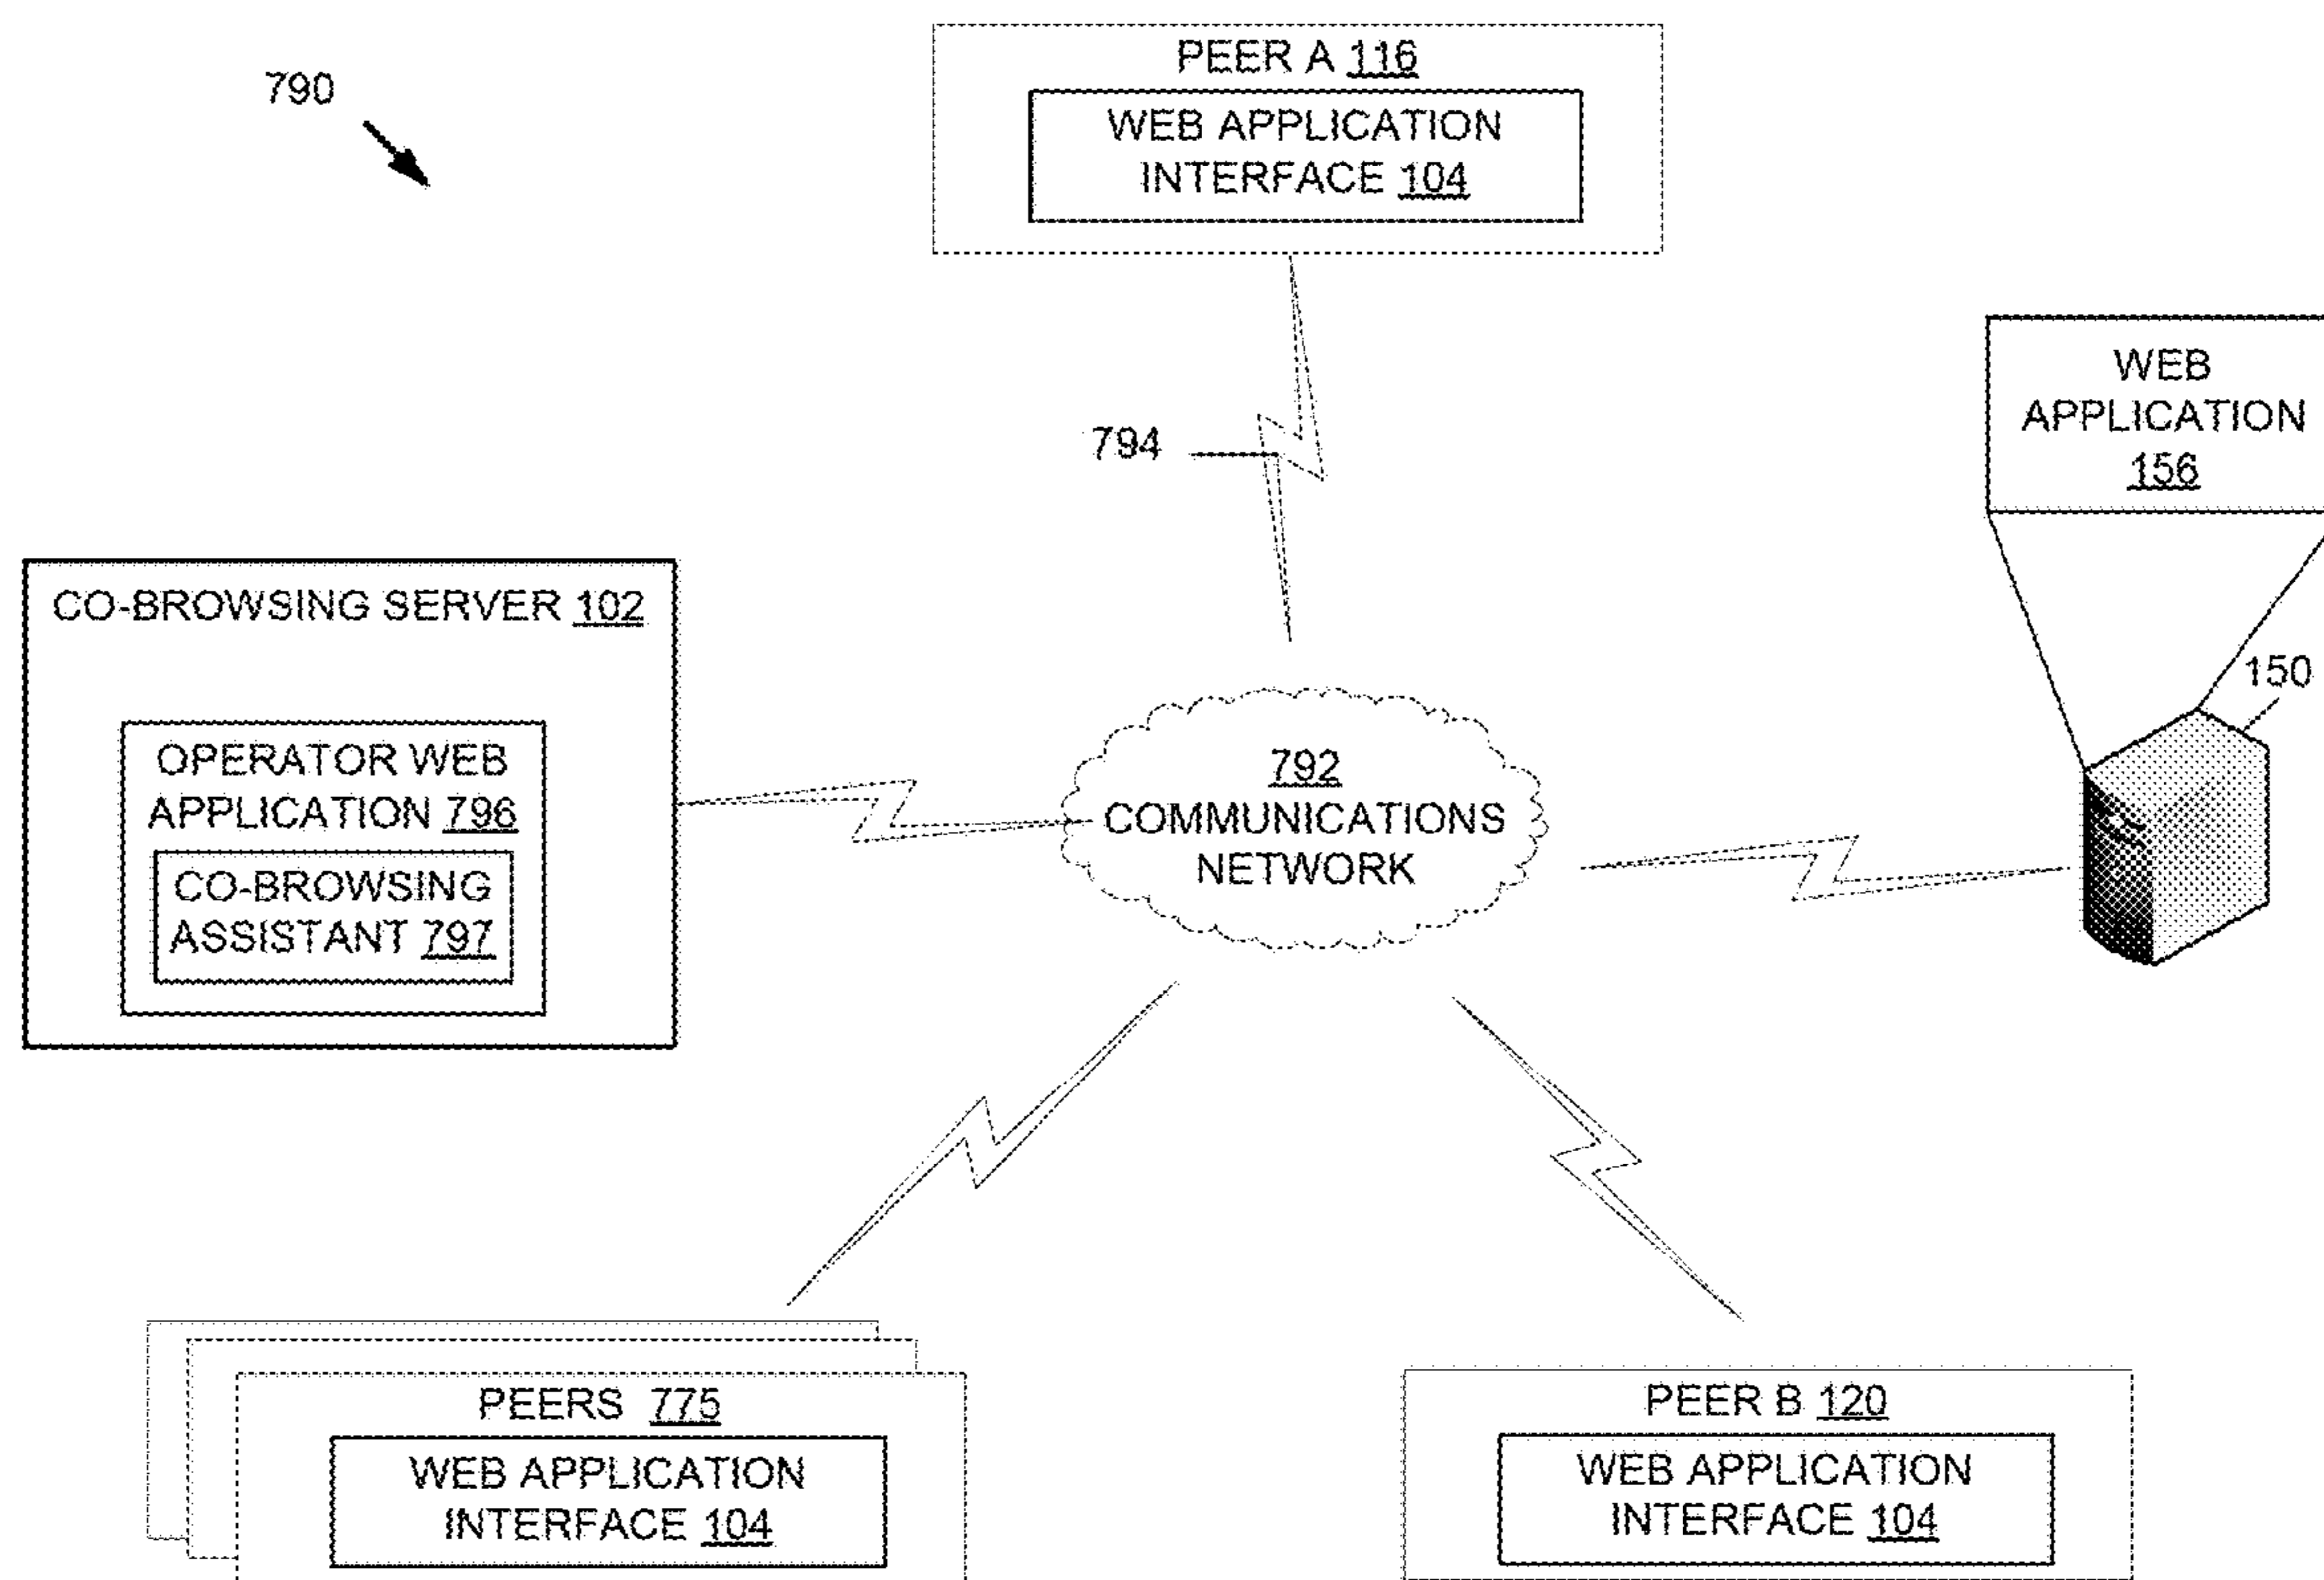 790
PEER A 116
WEB APPLICATION
INTERFACE 104
794
WEB
APPLICATION
156
CO-BROWSING SERVER 102
OPERATOR WEB
APPLICATION 796
CO-BROWSING
ASSISTANT 797
792
COMMUNICATIONS
NETWORK
150
PEERS 775
WEB APPLICATION
INTERFACE 104
PEER B 120
WEB APPLICATION
INTERFACE 104